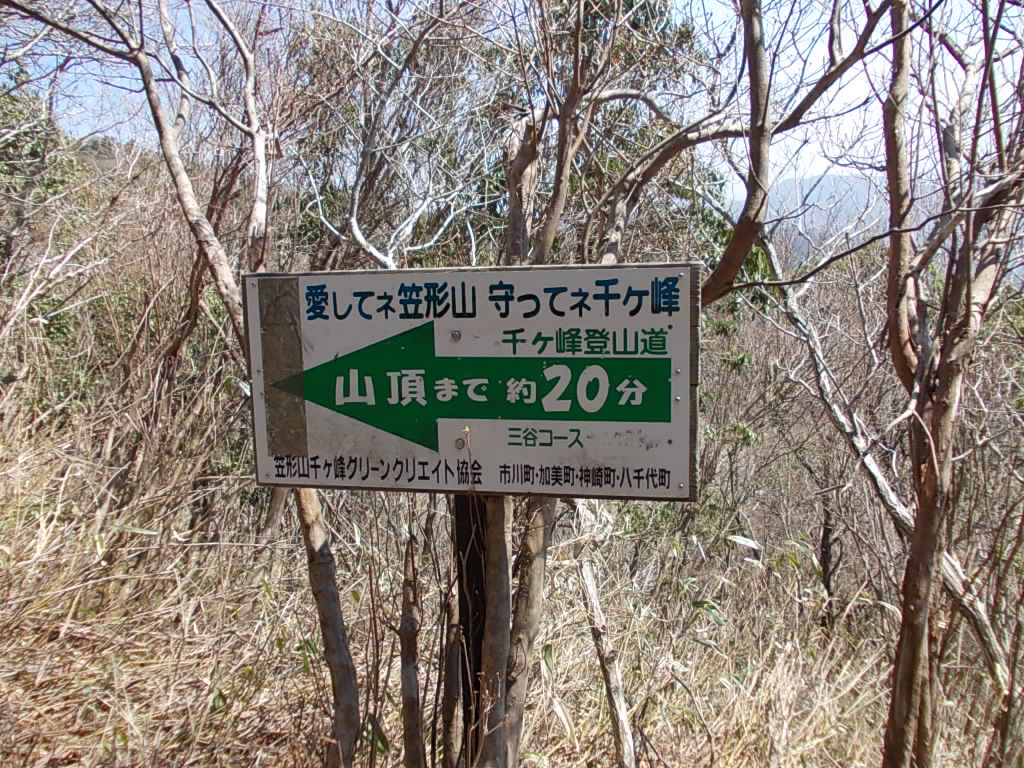 愛してネ笠形山 守ってネ千ケ峰
千ヶ峰登山道
山頂まで 約20分
三谷コース
笠形山千ヶ峰グリーンクリエイト協会 市川町・加美町・神崎町・八千代町